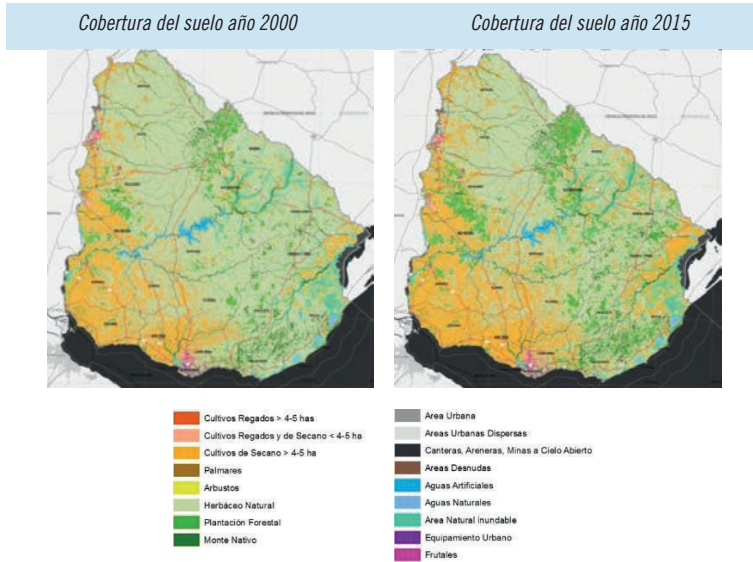 Cobertura del suelo año 2000
Cobertura del suelo año 2015
Cultivos Regados > 4-5 has
Cultivos Regados y de Secano < 4-5 ha
Cultivos de Secano > 4-5 ha
Palmares
Arbustos
Herbáceo Natural
Plantación Forestal
Monte Nativo
Area Urbana
Areas Urbanas Dispersas
Canteras, Areneras, Minas a Cielo Abierto
Areas Desnudas
Aguas Artificiales
Aguas Naturales
Area Natural inundable
Equipamiento Urbano
Frutales